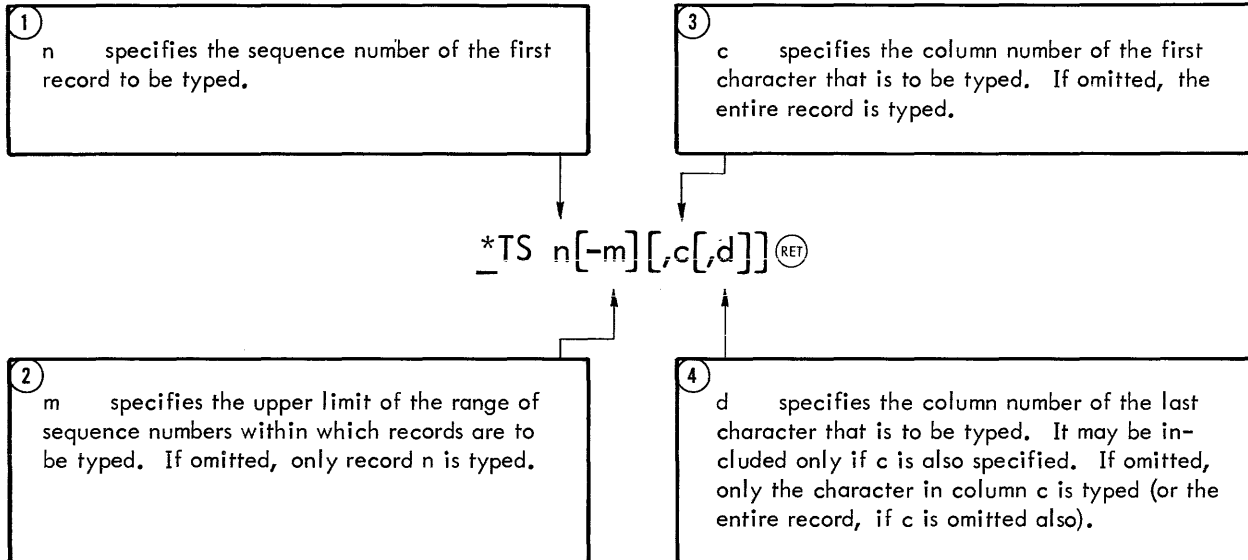 1
n specifies the sequence number of the first
record to be typed.
3
c specifies the column number of the first
character that is to be typed. If omitted, the
entire record is typed.
*TS n[-m][,c[,d]] RET
2
m specifies the upper limit of the range of
sequence numbers within which records are to
be typed. If omitted, only record n is typed.
4
d specifies the column number of the last
character that is to be typed. It may be in-
cluded only if c is also specified. If omitted,
only the character in column c is typed (or the
entire record, if c is omitted also).